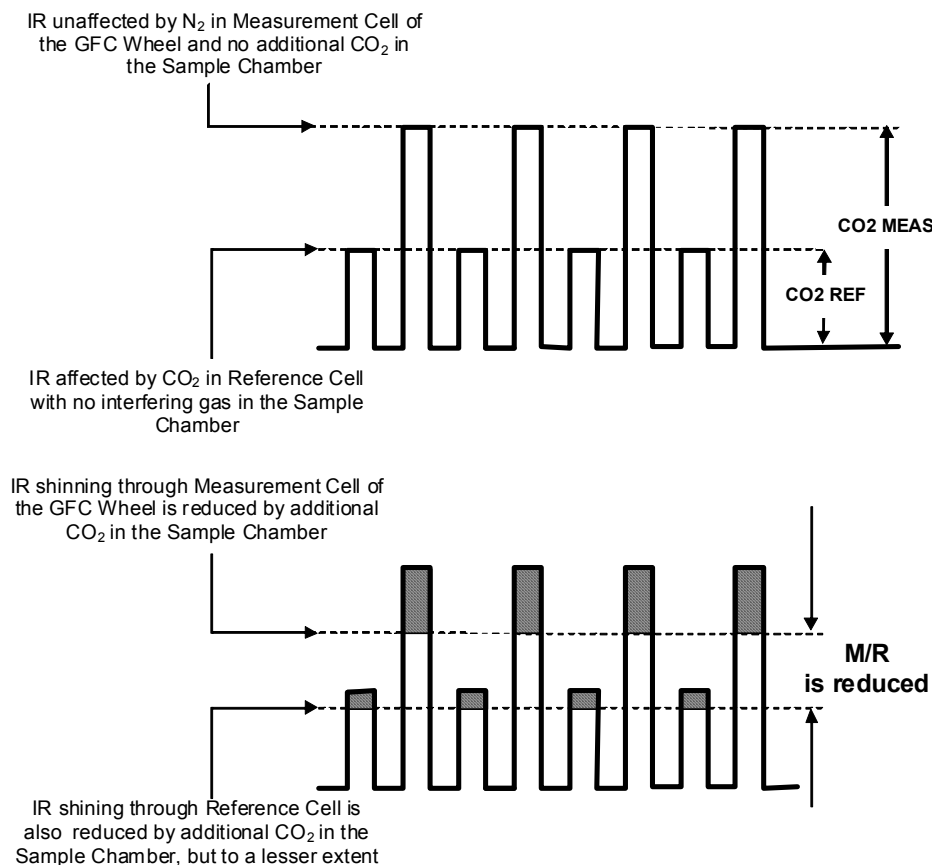 IR unaffected by N₂ in Measurement Cell of
the GFC Wheel and no additional CO₂ in
the Sample Chamber
CO2 MEAS
CO2 REF
IR affected by CO₂ in Reference Cell
with no interfering gas in the Sample
Chamber
IR shinning through Measurement Cell of
the GFC Wheel is reduced by additional
CO₂ in the Sample Chamber
M/R
is reduced
IR shining through Reference Cell is
also reduced by additional CO₂ in the
Sample Chamber, but to a lesser extent